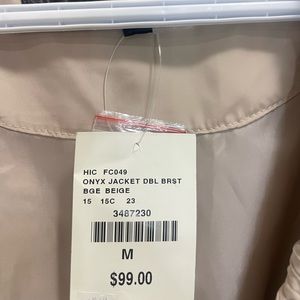 HIC FC049
ONYX JACKET DBL BRST
BGE BEIGE
15 15C 23
3487230
M
$99.00